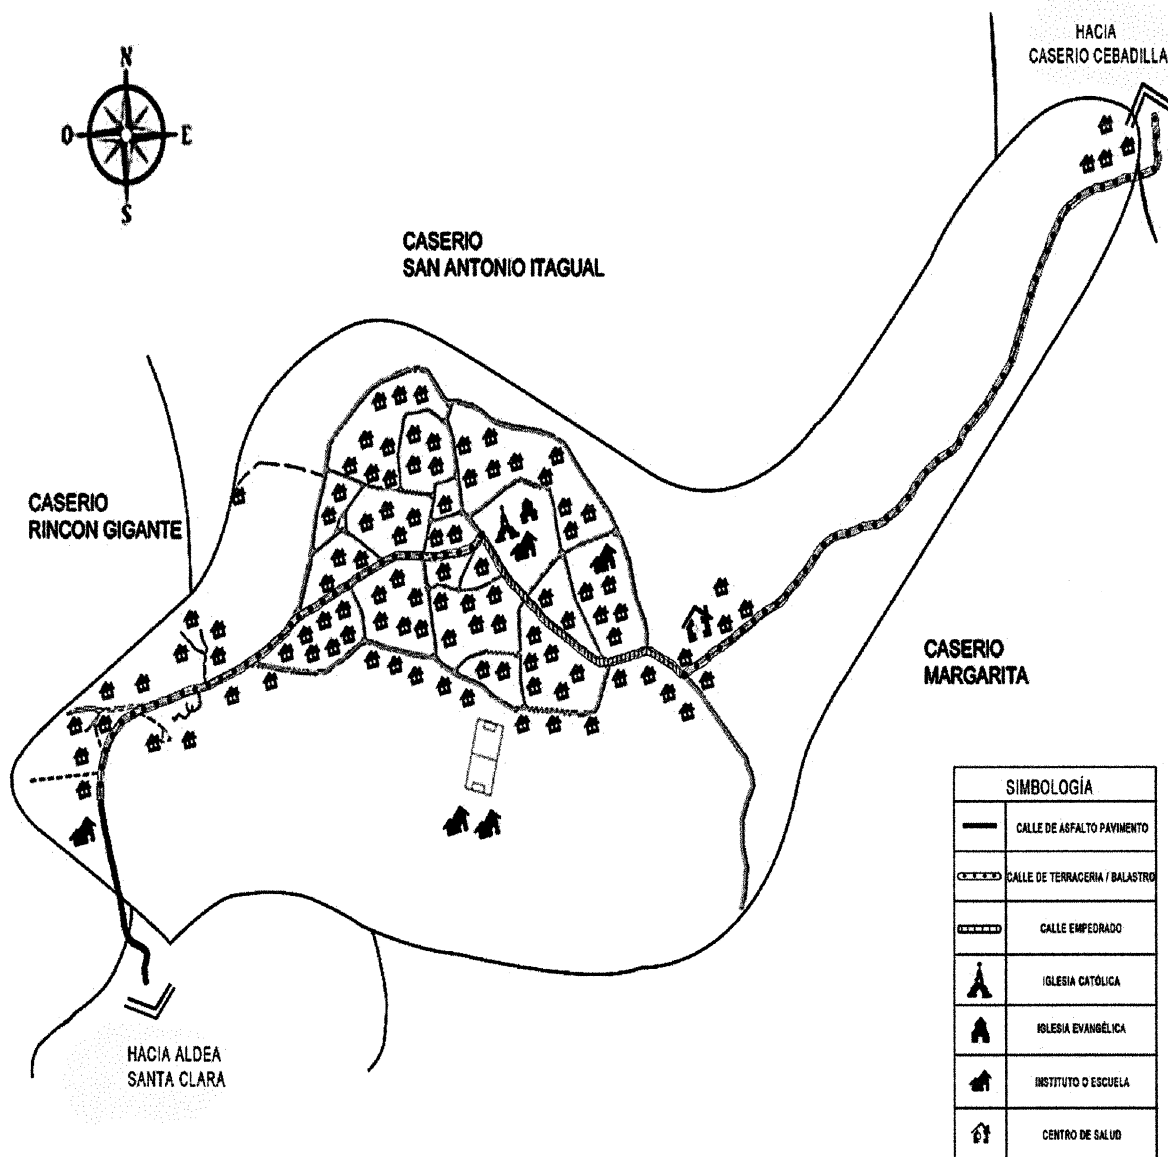 HACIA
CASERIO CEBADILLA
N
O
E
S
CASERIO
SAN ANTONIO ITAGUAL
CASERIO
RINCON GIGANTE
CASERIO
MARGARITA
SIMBOLOGÍA
CALLE DE ASFALTO PAVIMENTO
CALLE DE TERRACERIA / BALASTRO
CALLE EMPEDRADO
IGLESIA CATÓLICA
IGLESIA EVANGÉLICA
INSTITUTO O ESCUELA
CENTRO DE SALUD
HACIA ALDEA
SANTA CLARA